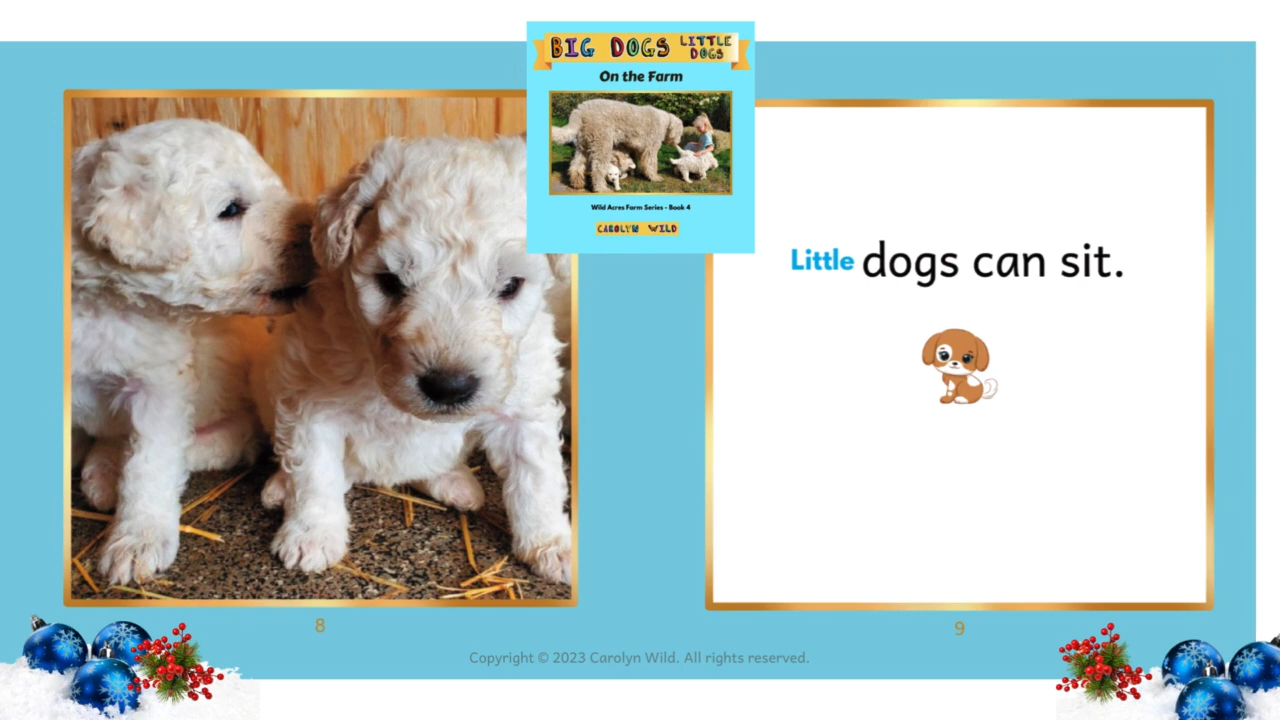 BIG DOGS LITTLE DOGS
On the Farm
Wild Acres Farm Series - Book 4
CAROLYN WILD
Little dogs can sit.
8
9
Copyright © 2023 Carolyn Wild. All rights reserved.